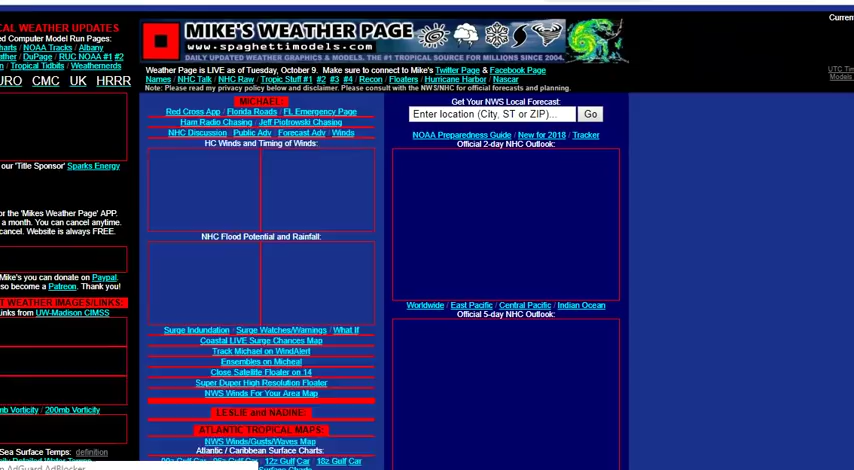 Curren
CAL WEATHER UPDATES
ed Computer Model Run Pages:
harts / NOAA Tracks / Albany
ather / DuPage / RUC NOAA #1 #2
n / Tropical Tidbits / Weathernerds
URO CMC UK HRRR
our 'Title Sponsor' Sparks Energy
or the 'Mikes Weather Page' APP.
a month. You can cancel anytime.
cancel. Website is always FREE.
Mike's you can donate on Paypal.
so become a Patreon. Thank you!
T WEATHER IMAGES/LINKS:
Links from UW-Madison CIMSS
mb Vorticity / 200mb Vorticity
Sea Surface Temps: definition
MIKE'S WEATHER PAGE
www.spaghettimodels.com
DAILY UPDATED WEATHER GRAPHICS & MODELS. THE #1 TROPICAL SOURCE FOR MILLIONS SINCE 2004.
Weather Page is LIVE as of Tuesday, October 9. Make sure to connect to Mike's Twitter Page & Facebook Page
Names / NHC Talk / NHC Raw / Tropic Stuff #1 #2 #3 #4 / Recon / Floaters / Hurricane Harbor / Nascar
Note: Please read my privacy policy below and disclaimer. Please consult with the NWS/NHC for official forecasts and planning.
MICHAEL:
Red Cross App / Florida Roads / FL Emergency Page
Ham Radio Chasing / Jeff Piotrowski Chasing
NHC Discussion / Public Adv / Forecast Adv / Winds
HC Winds and Timing of Winds:
NHC Flood Potential and Rainfall:
Surge Indundation / Surge Watches/Warnings / What If
Coastal LIVE Surge Chances Map
Track Michael on WindAlert
Ensembles on Micheal
Close Satellite Floater on 14
Super Duper High Resolution Floater
NWS Winds For Your Area Map
LESLIE and NADINE:
ATLANTIC TROPICAL MAPS:
NWS Winds/Gusts/Waves Map
Atlantic / Caribbean Surface Charts:
12z Gulf Car / 18z Gulf Car
Surface Charts
Get Your NWS Local Forecast:
Enter location (City, ST or ZIP)... Go
NOAA Preparedness Guide / New for 2018 / Tracker
Official 2-day NHC Outlook:
Worldwide / East Pacific / Central Pacific / Indian Ocean
Official 5-day NHC Outlook:
UTC Tim
Models